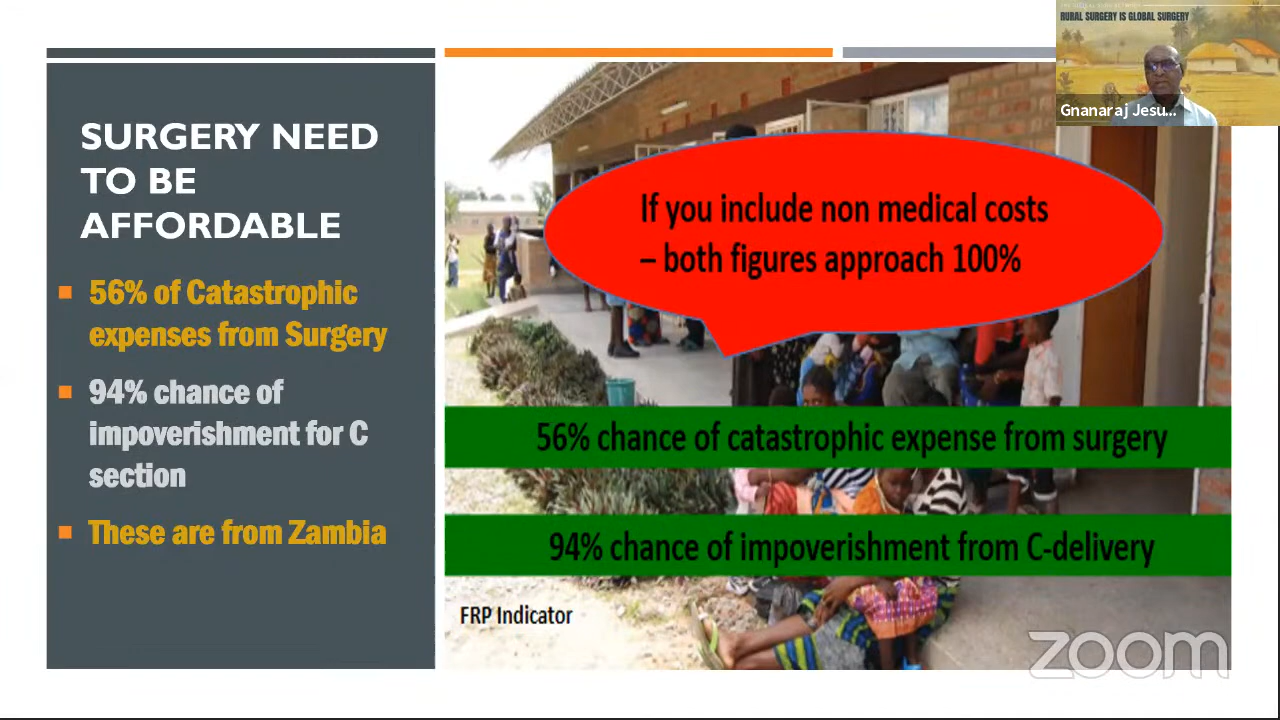 SURGERY NEED
TO BE
AFFORDABLE
56% of Catastrophic
expenses from Surgery
94% chance of
impoverishment for C
section
These are from Zambia
If you include non medical costs
– both figures approach 100%
56% chance of catastrophic expense from surgery
94% chance of impoverishment from C-delivery
FRP Indicator
RURAL SURGERY IS GLOBAL SURGERY
Gnanaraj Jesu...
zoom